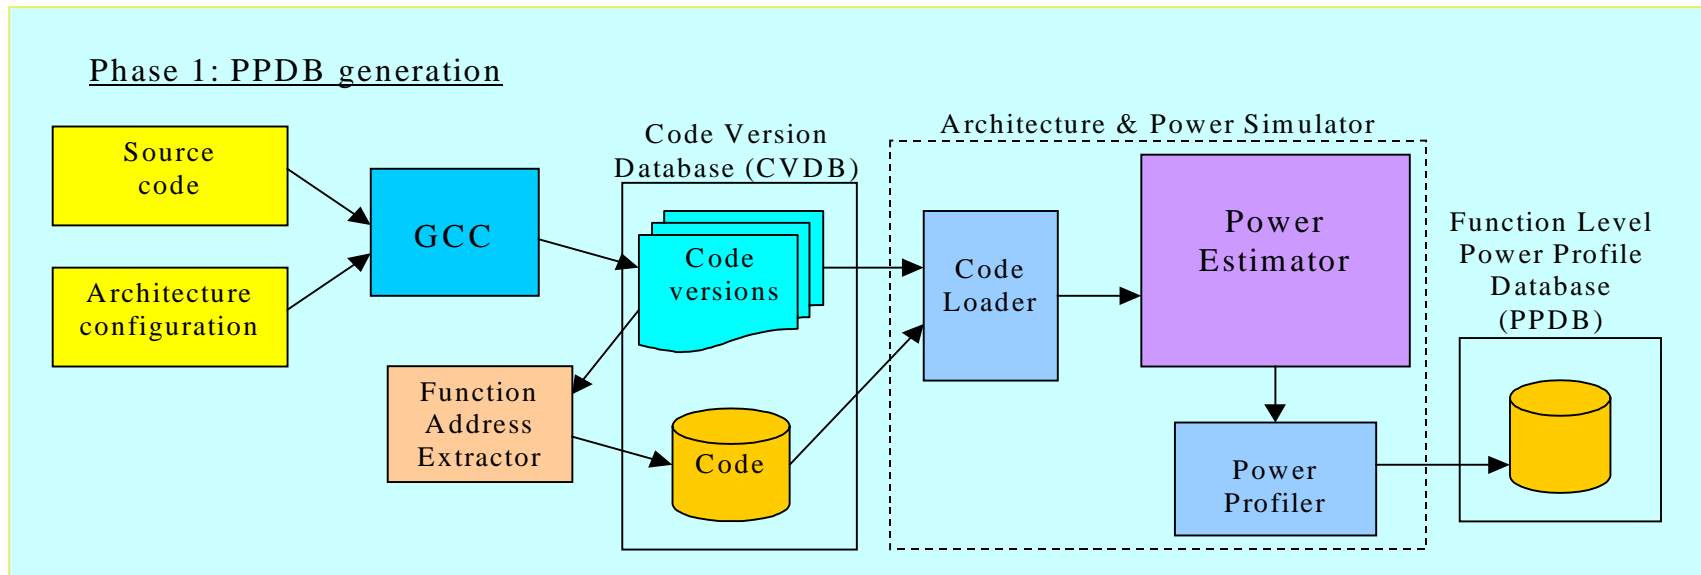 Phase 1: PPDB generation
Source
code
Architecture
configuration
GCC
Code Version
Database (CVDB)
Code
versions
Function
Address
Extractor
Code
Architecture & Power Simulator
Code
Loader
Power
Estimator
Power
Profiler
Function Level
Power Profile
Database
(PPDB)